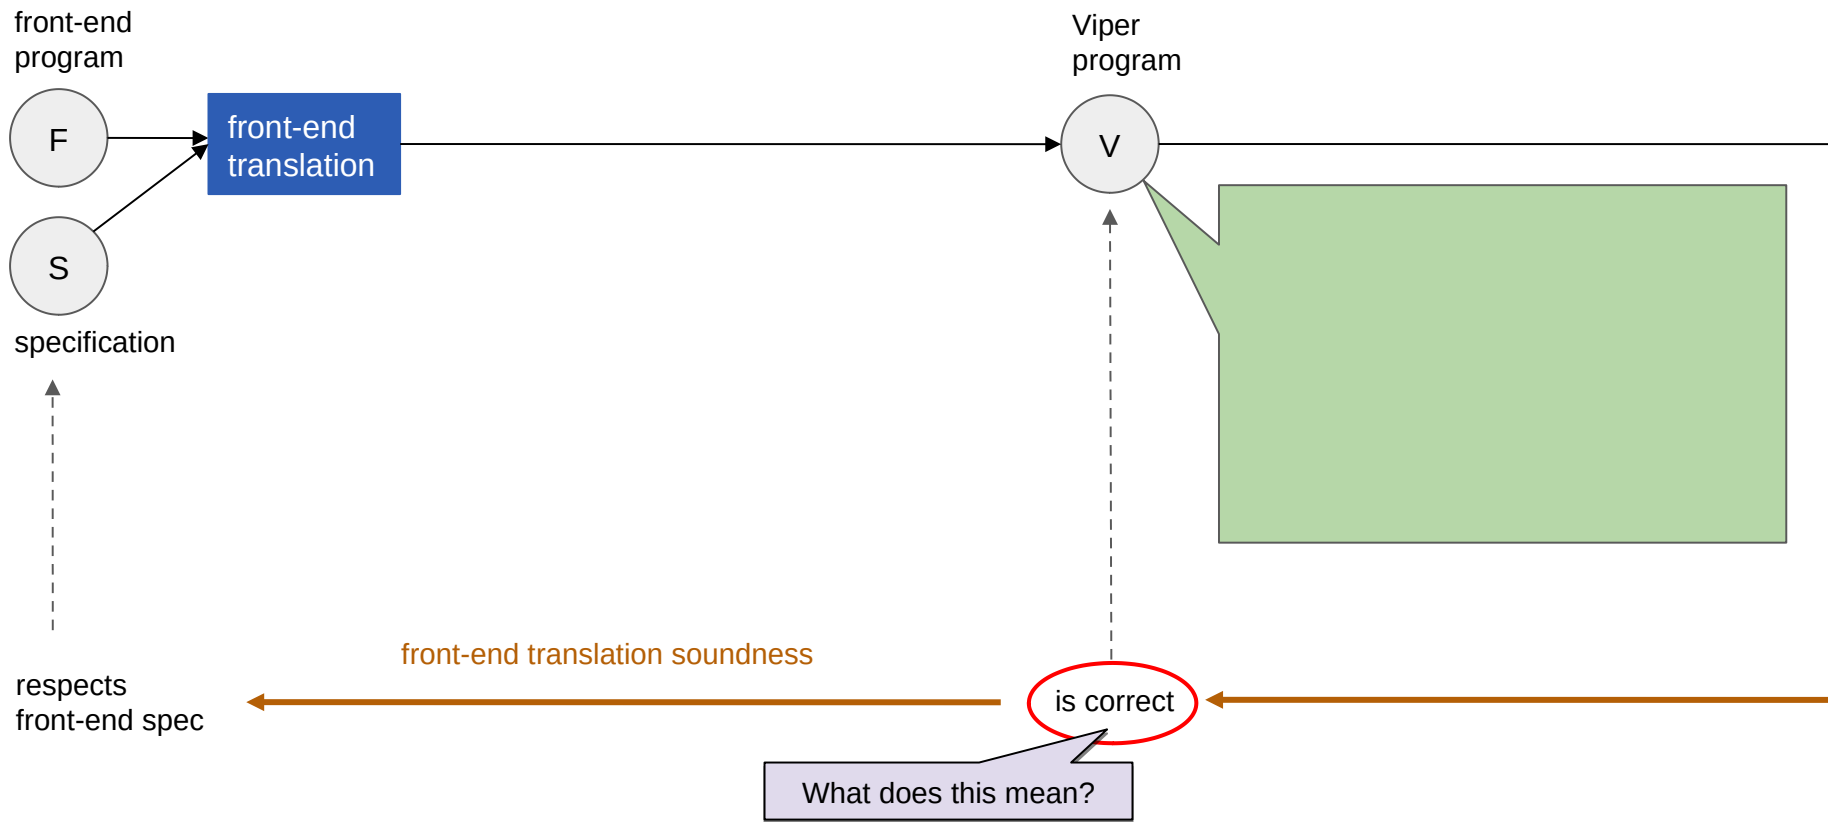 front-end
program
Viper
program
F
front-end
translation
V
S
specification
front-end translation soundness
respects
front-end spec
is correct
What does this mean?